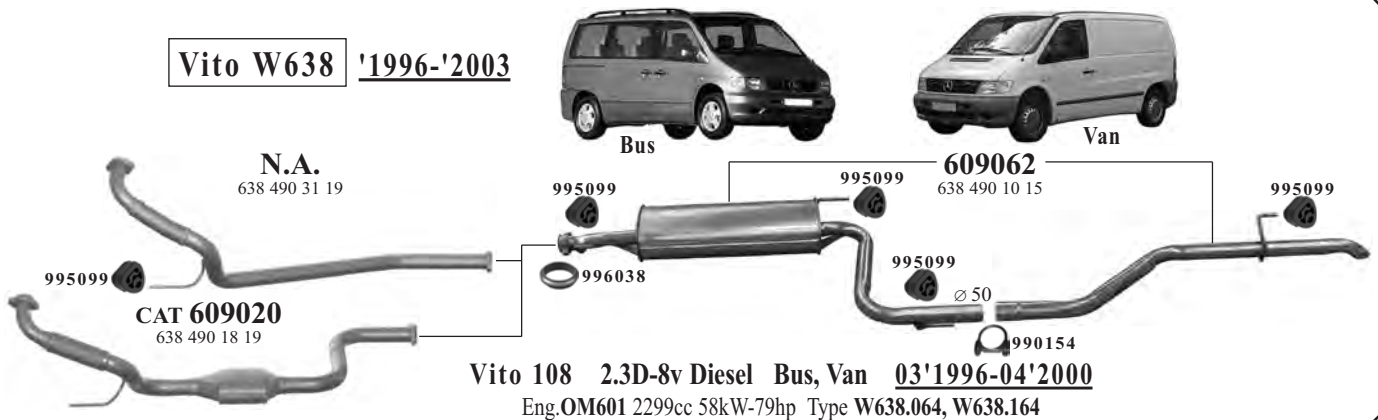 Vito W638 '1996-'2003
Bus
Van
N.A.
638 490 31 19
995099
609062
638 490 10 15
995099
995099
995099
996038
995099
CAT 609020
638 490 18 19
∅ 50
990154
Vito 108 2.3D-8v Diesel Bus, Van 03'1996-04'2000
Eng.OM601 2299cc 58kW-79hp Type W638.064, W638.164